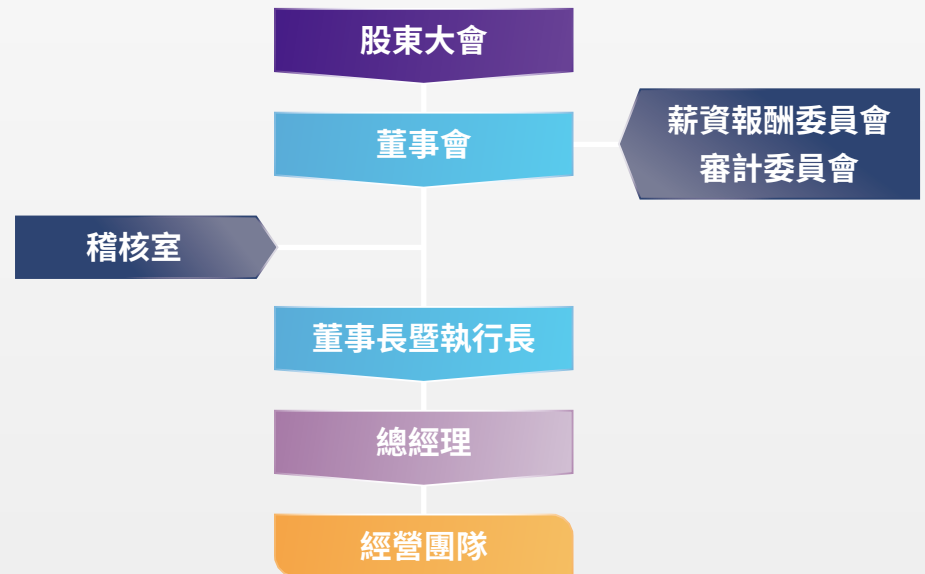 股東大會
董事會
薪資報酬委員會
審計委員會
稽核室
董事長暨執行長
總經理
經營團隊